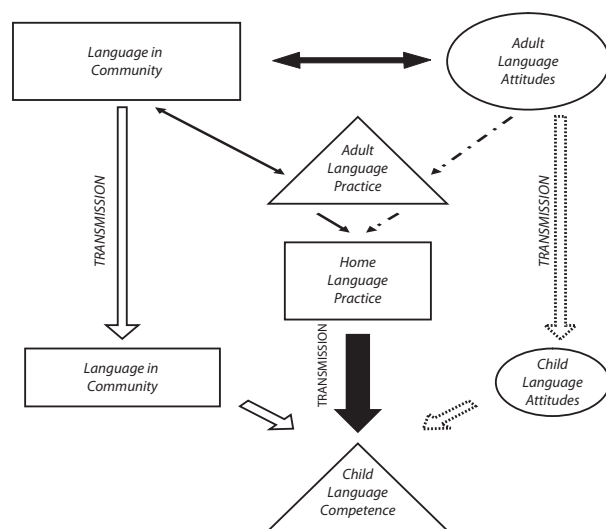 Language in
Community
Adult
Language
Attitudes
Adult
Language
Practice
TRANSMISSION
TRANSMISSION
Home
Language
Practice
TRANSMISSION
Language in
Community
Child
Language
Attitudes
Child
Language
Competence